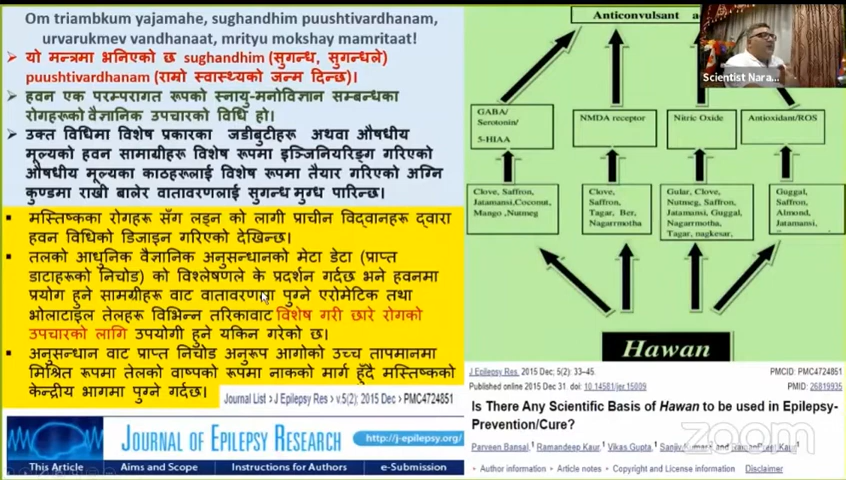 Om triambkum yajamahe, sughandhim puushtivardhanam,
urvarukmev vandhanaat, mrityu mokshay mamritaat!
यो मन्त्रमा भनिएको छ sughandhim (सुगन्ध, सुगन्धले)
puushtivardhanam (राम्रो स्वास्थ्यको जन्म दिन्छ)।
हवन एक परम्परागत रूपको स्नायु-मनोविज्ञान सम्बन्धका
रोगहरूको वैज्ञानिक उपचारको विधि हो।
उक्त विधिमा विशेष प्रकारका जडीबुटीहरू अथवा औषधीय
मूल्यको हवन सामाग्रीहरू विशेष रूपमा इञ्जिनियरिङ्ग गरिएको
औषधीय मूल्यका काठहरूलाई विशेष रूपमा तैयार गरिएको अग्नि
कुण्डमा राखी बालेर वातावरणलाई सुगन्ध मुग्ध पारिन्छ।
मस्तिष्कका रोगहरू सँग लड्न को लागी प्राचीन विद्वानहरू द्वारा
हवन विधिको डिजाइन गरिएको देखिन्छ।
तलको आधुनिक वैज्ञानिक अनुसन्धानको मेटा डेटा (प्राप्त
डाटाहरूको निचोड) को विश्लेषणले के प्रदर्शन गर्दछ भने हवनमा
प्रयोग हुने सामग्रीहरू वाट वातावरणमा पुग्ने एरोमेटिक तथा
भोलाटाइल तेलहरू विभिन्न तरिकावाट विशेष गरी छारे रोगको
उपचारको लागि उपयोगी हुने यकिन गरेको छ।
अनुसन्धान वाट प्राप्त निचोड अनुरूप आगोको उच्च तापमानमा
मिश्रित रूपमा तेलको वाष्पको रूपमा नाकको मार्ग हूँदै मस्तिष्कको
केन्द्रीय भागमा पुग्ने गर्दछ।
Journal List > J Epilepsy Res > v.5(2); 2015 Dec > PMC4724851
JOURNAL OF EPILEPSY RESEARCH
http://j-epilepsy.org/
This Article
Aims and Scope
Instructions for Authors
e-Submission
Anticonvulsant
Scientist Nara...
GABA/
Serotonin/
5-HIAA
NMDA receptor
Nitric Oxide
Antioxidant/ROS
Clove, Saffron,
Jatamansi,Coconut,
Mango ,Nutmeg
Clove,
Saffron,
Tagar, Ber,
Nagarrmotha
Gular, Clove,
Nutmeg, Saffron,
Jatamansi, Guggal,
Nagarrmotha,
Tagar, nagkesar,
Guggal,
Saffron,
Almond,
Jatamansi,
Hawan
J Epilepsy Res. 2015 Dec; 5(2): 33–45.
PMCID: PMC4724851
Published online 2015 Dec 31. doi: 10.14581/jer.15009
PMID: 26819935
Is There Any Scientific Basis of Hawan to be used in Epilepsy-
Prevention/Cure?
Parveen Bansal,1 Ramandeep Kaur,1 Vikas Gupta,1 Sanjiv Kumar,1 and RamanPreet Kaur1
Author information • Article notes • Copyright and License information Disclaimer
zoom